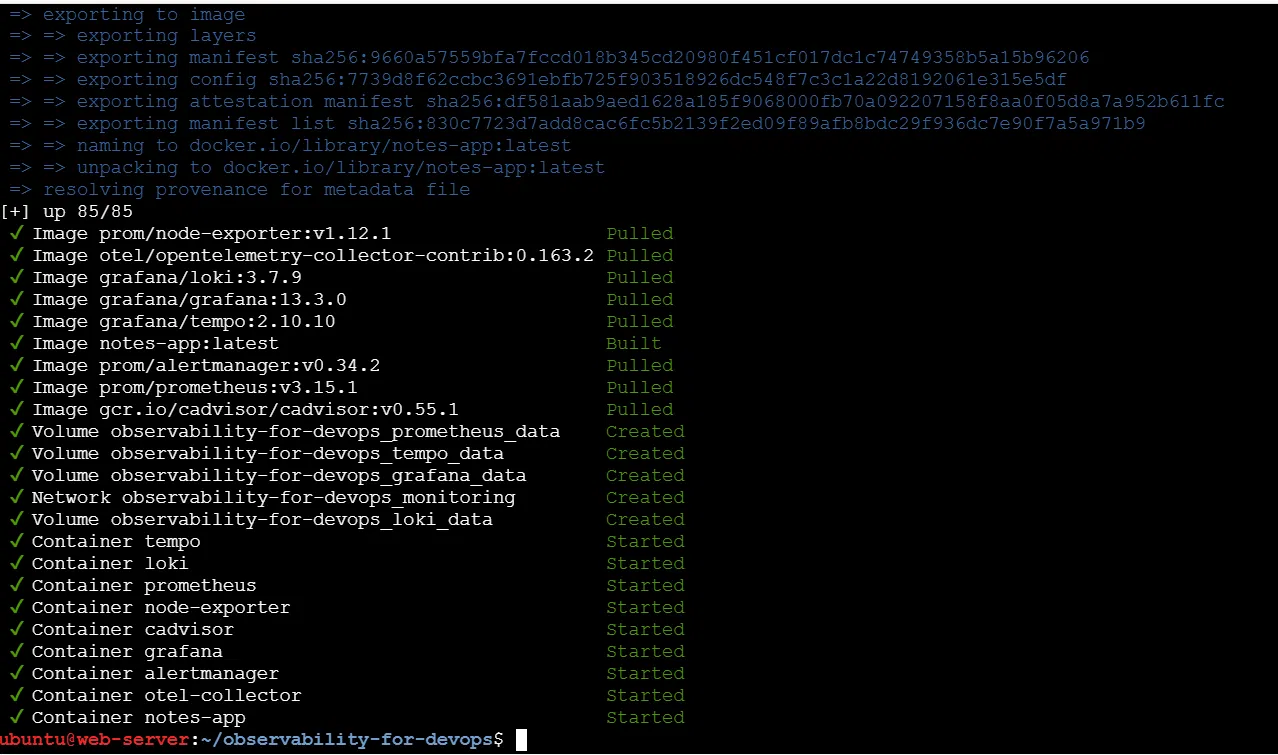 => exporting to image
=> => exporting layers
=> => exporting manifest sha256:9660a57559bfa7fccd018b345cd20980f451cf017dc1c74749358b5a15b96206
=> => exporting config sha256:7739d8f62ccbc3691ebfb725f903518926dc548f7c3c1a22d8192061e315e5df
=> => exporting attestation manifest sha256:df581aab9aed1628a185f9068000fb70a092207158f8aa0f05d8a7a952b611fc
=> => exporting manifest list sha256:830c7723d7add8cac6fc5b2139f2ed09f89afb8bdc29f936dc7e90f7a5a971b9
=> => naming to docker.io/library/notes-app:latest
=> => unpacking to docker.io/library/notes-app:latest
=> resolving provenance for metadata file
[+] up 85/85
✓ Image prom/node-exporter:v1.12.1 Pulled
✓ Image otel/opentelemetry-collector-contrib:0.163.2 Pulled
✓ Image grafana/loki:3.7.9 Pulled
✓ Image grafana/grafana:13.3.0 Pulled
✓ Image grafana/tempo:2.10.10 Pulled
✓ Image notes-app:latest Built
✓ Image prom/alertmanager:v0.34.2 Pulled
✓ Image prom/prometheus:v3.15.1 Pulled
✓ Image gcr.io/cadvisor/cadvisor:v0.55.1 Pulled
✓ Volume observability-for-devops_prometheus_data Created
✓ Volume observability-for-devops_tempo_data Created
✓ Volume observability-for-devops_grafana_data Created
✓ Network observability-for-devops_monitoring Created
✓ Volume observability-for-devops_loki_data Created
✓ Container tempo Started
✓ Container loki Started
✓ Container prometheus Started
✓ Container node-exporter Started
✓ Container cadvisor Started
✓ Container grafana Started
✓ Container alertmanager Started
✓ Container otel-collector Started
✓ Container notes-app Started
ubuntu@web-server:~/observability-for-devops$